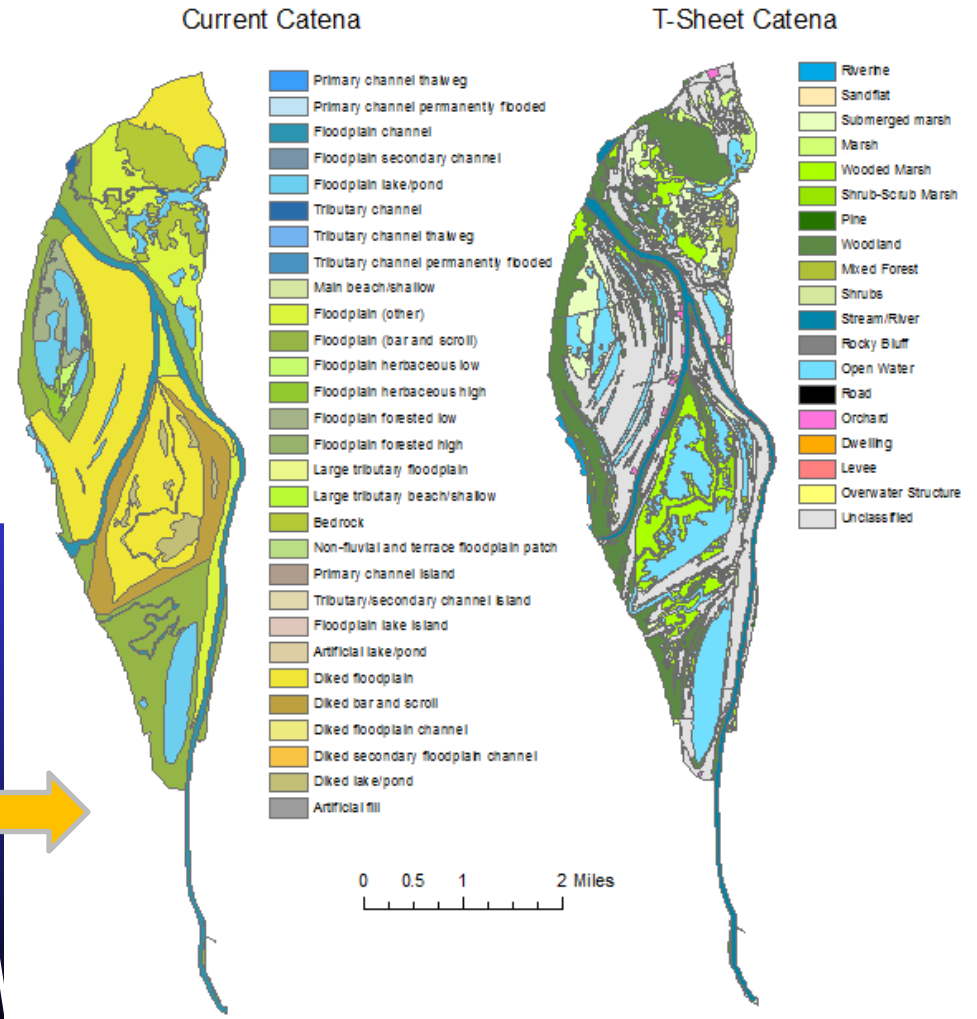 Current Catena
Primary channel thalweg
Primary channel permanently flooded
Floodplain channel
Floodplain secondary channel
Floodplain lake/pond
Tributary channel
Tributary channel thalweg
Tributary channel permanently flooded
Main beach/shallow
Floodplain (other)
Floodplain (bar and scroll)
Floodplain herbaceous low
Floodplain herbaceous high
Floodplain forested low
Floodplain forested high
Large tributary floodplain
Large tributary beach/shallow
Bedrock
Non-fluvial and terrace floodplain patch
Primary channel island
Tributary/secondary channel island
Floodplain lake island
Artificial lake/pond
Diked floodplain
Diked bar and scroll
Diked floodplain channel
Diked secondary floodplain channel
Diked lake/pond
Artificial fill
T-Sheet Catena
Riverine
Sandflat
Submerged marsh
Marsh
Wooded Marsh
Shrub-Scrub Marsh
Pine
Woodland
Mixed Forest
Shrubs
Stream/River
Rocky Bluff
Open Water
Road
Orchard
Dwelling
Levee
Overwater Structure
Unclassified
0 0.5 1 2 Miles